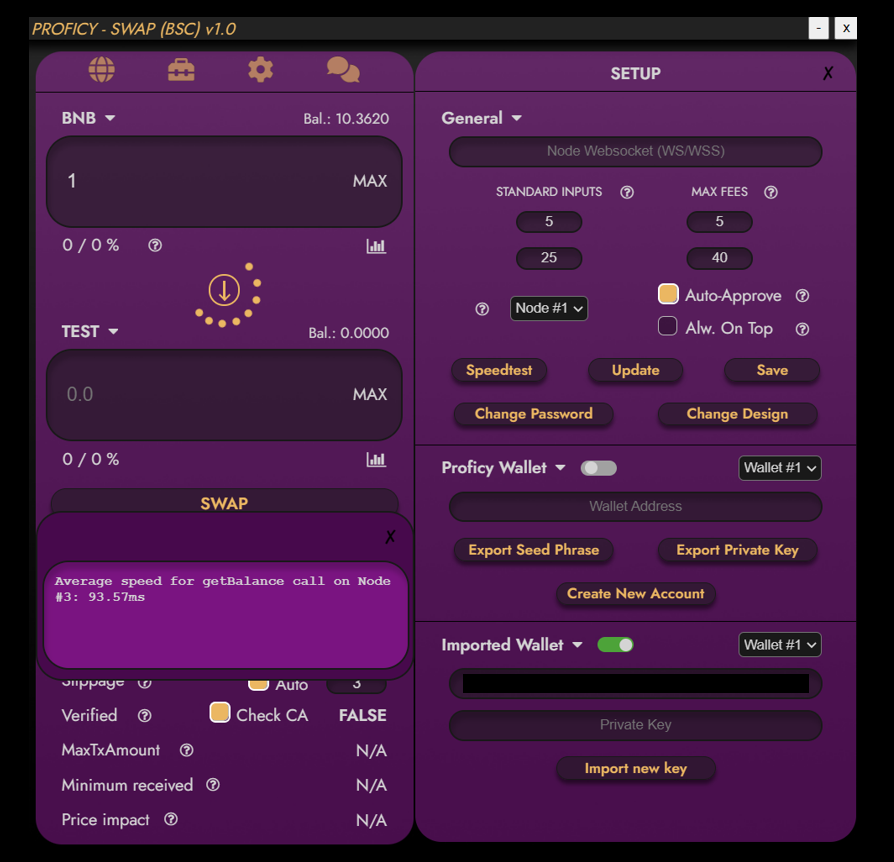 PROFICY - SWAP (BSC) v1.0
- x
BNB Bal.: 10.3620
1 MAX
0 / 0 %
TEST Bal.: 0.0000
0.0 MAX
0 / 0 %
SWAP
X
Average speed for getBalance call on Node
#3: 93.57ms
Slippage Auto 3
Verified Check CA FALSE
MaxTxAmount N/A
Minimum received N/A
Price impact N/A
SETUP X
General
Node Websocket (WS/WSS)
STANDARD INPUTS MAX FEES
5 5
25 40
Node #1 Auto-Approve
Alw. On Top
Speedtest Update Save
Change Password Change Design
Proficy Wallet Wallet #1
Wallet Address
Export Seed Phrase Export Private Key
Create New Account
Imported Wallet Wallet #1
Private Key
Import new key